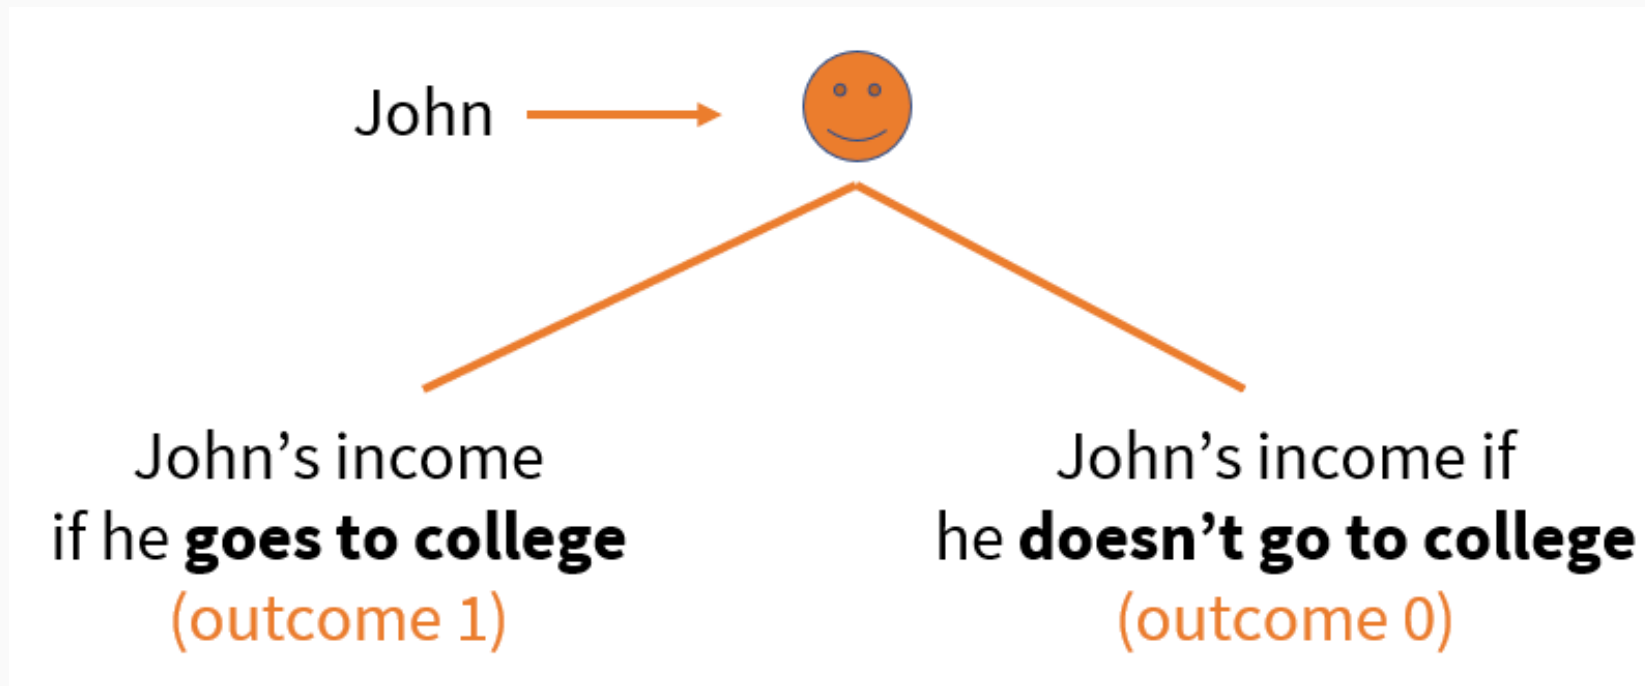 John
John’s income
if he goes to college
(outcome 1)
John’s income if
he doesn’t go to college
(outcome 0)